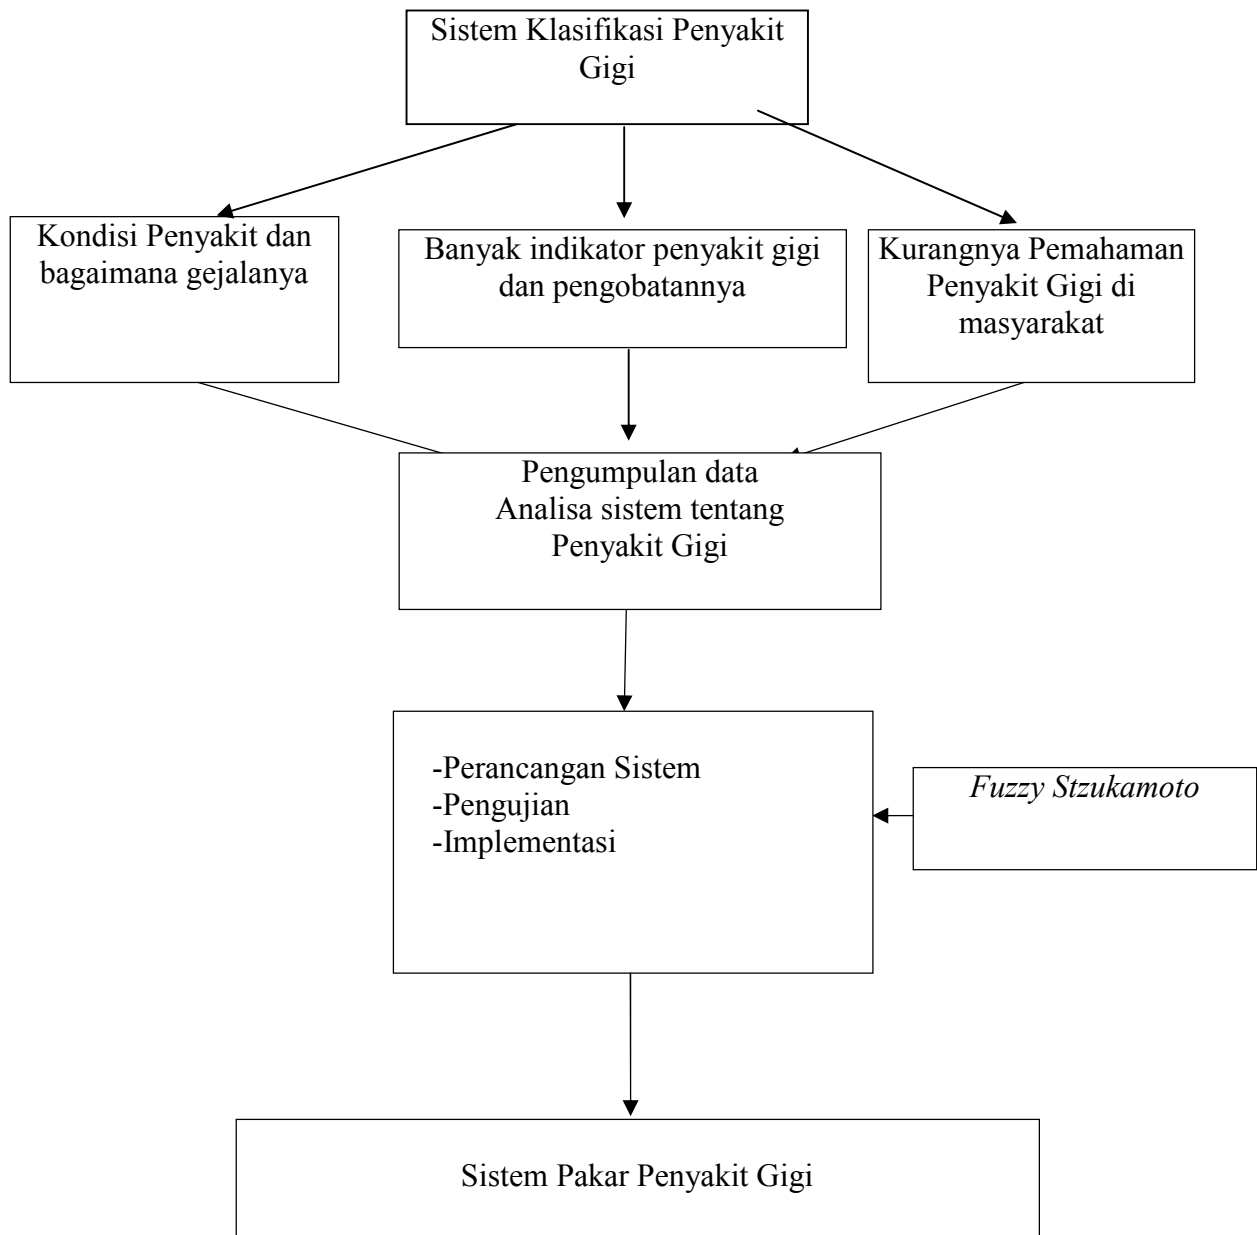 Sistem Klasifikasi Penyakit
Gigi
Kondisi Penyakit dan
bagaimana gejalanya
Banyak indikator penyakit gigi
dan pengobatannya
Kurangnya Pemahaman
Penyakit Gigi di
masyarakat
Pengumpulan data
Analisa sistem tentang
Penyakit Gigi
-Perancangan Sistem
-Pengujian
-Implementasi
Fuzzy Stzukamoto
Sistem Pakar Penyakit Gigi